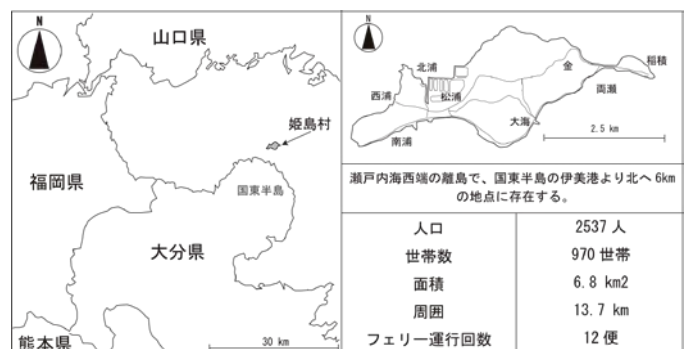 N
山口県
姫島村
福岡県
国東半島
大分県
熊本県
30 km
N
北浦
金
稲積
西浦
松浦
両瀬
大海
南浦
2.5 km
瀬戸内海西端の離島で、国東半島の伊美港より北へ 6km
の地点に存在する。
人口 2537 人
世帯数 970 世帯
面積 6.8 km2
周囲 13.7 km
フェリー運行回数 12 便